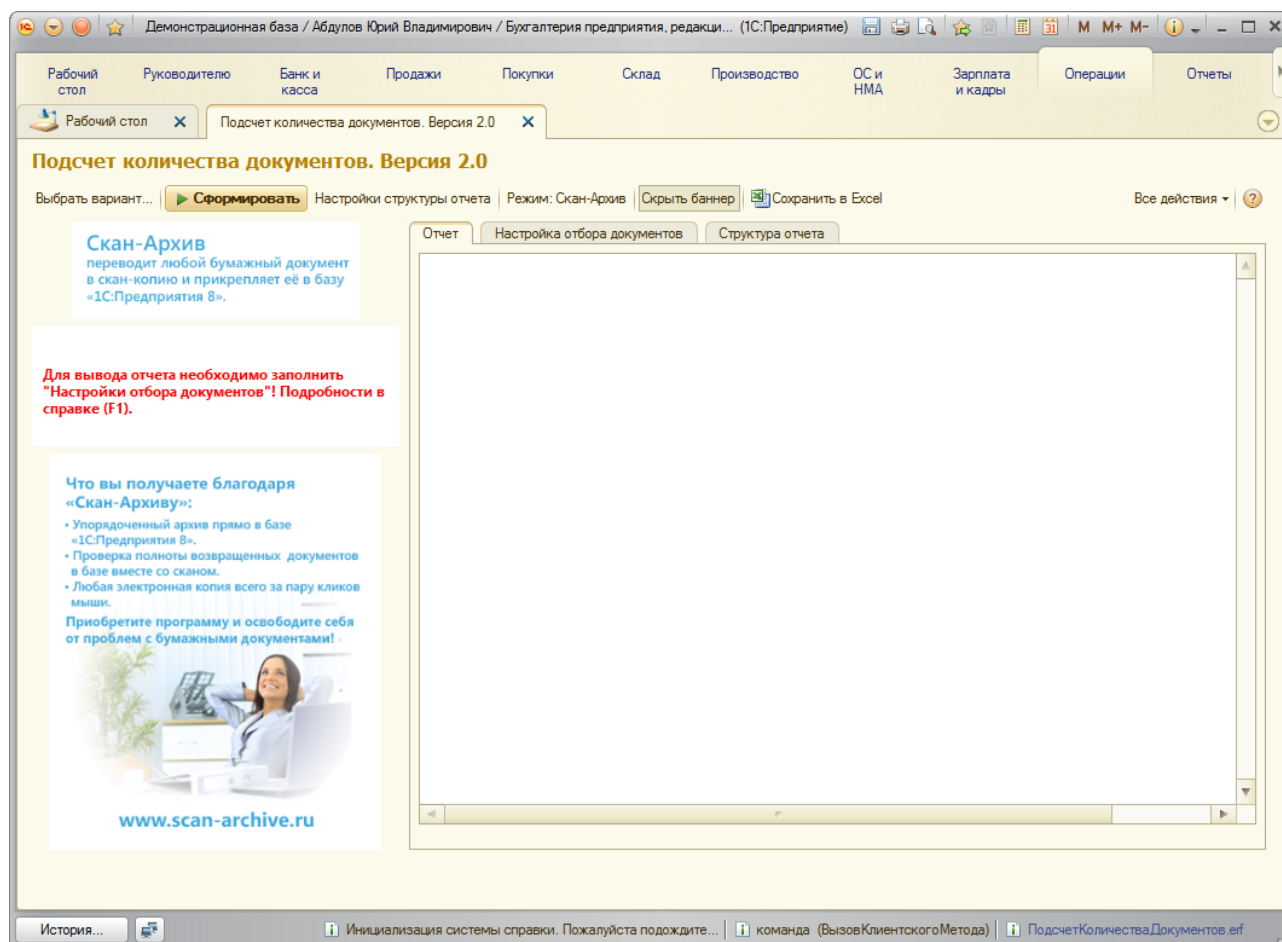 Демонстрационная база / Абдулов Юрий Владимирович / Бухгалтерия предприятия, редакци... (1С:Предприятие) 31 M M+ M-
Рабочий стол
Руководителю
Банк и касса
Продажи
Покупки
Склад
Производство
ОС и НМА
Зарплата и кадры
Операции
Отчеты
Рабочий стол
Подсчет количества документов. Версия 2.0
Подсчет количества документов. Версия 2.0
Выбрать вариант... Сформировать Настройки структуры отчета Режим: Скан-Архив Скрыть баннер Сохранить в Excel Все действия ?
Скан-Архив
переводит любой бумажный документ
в скан-копию и прикрепляет её в базу
«1С:Предприятия 8».
Для вывода отчета необходимо заполнить
"Настройки отбора документов"! Подробности в
справке (F1).
Что вы получаете благодаря
«Скан-Архиву»:
• Упорядоченный архив прямо в базе
«1С:Предприятия 8».
• Проверка полноты возвращенных документов
в базе вместе со сканом.
• Любая электронная копия всего за пару кликов
мыши.
Приобретите программу и освободите себя
от проблем с бумажными документами!
www.scan-archive.ru
Отчет Настройка отбора документов Структура отчета
История... Инициализация системы справки. Пожалуйста подождите... команда (ВызовКлиентскогоМетода) ПодсчетКоличестваДокументов.erf